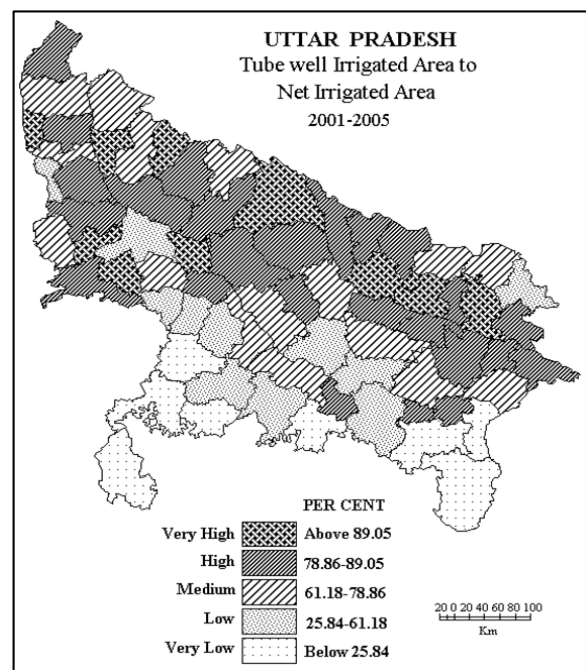 UTTAR PRADESH
Tube well Irrigated Area to
Net Irrigated Area
2001-2005
PER CENT
Very High Above 89.05
High 78.86-89.05
Medium 61.18-78.86
Low 25.84-61.18
Very Low Below 25.84
20 0 20 40 60 80 100
Km